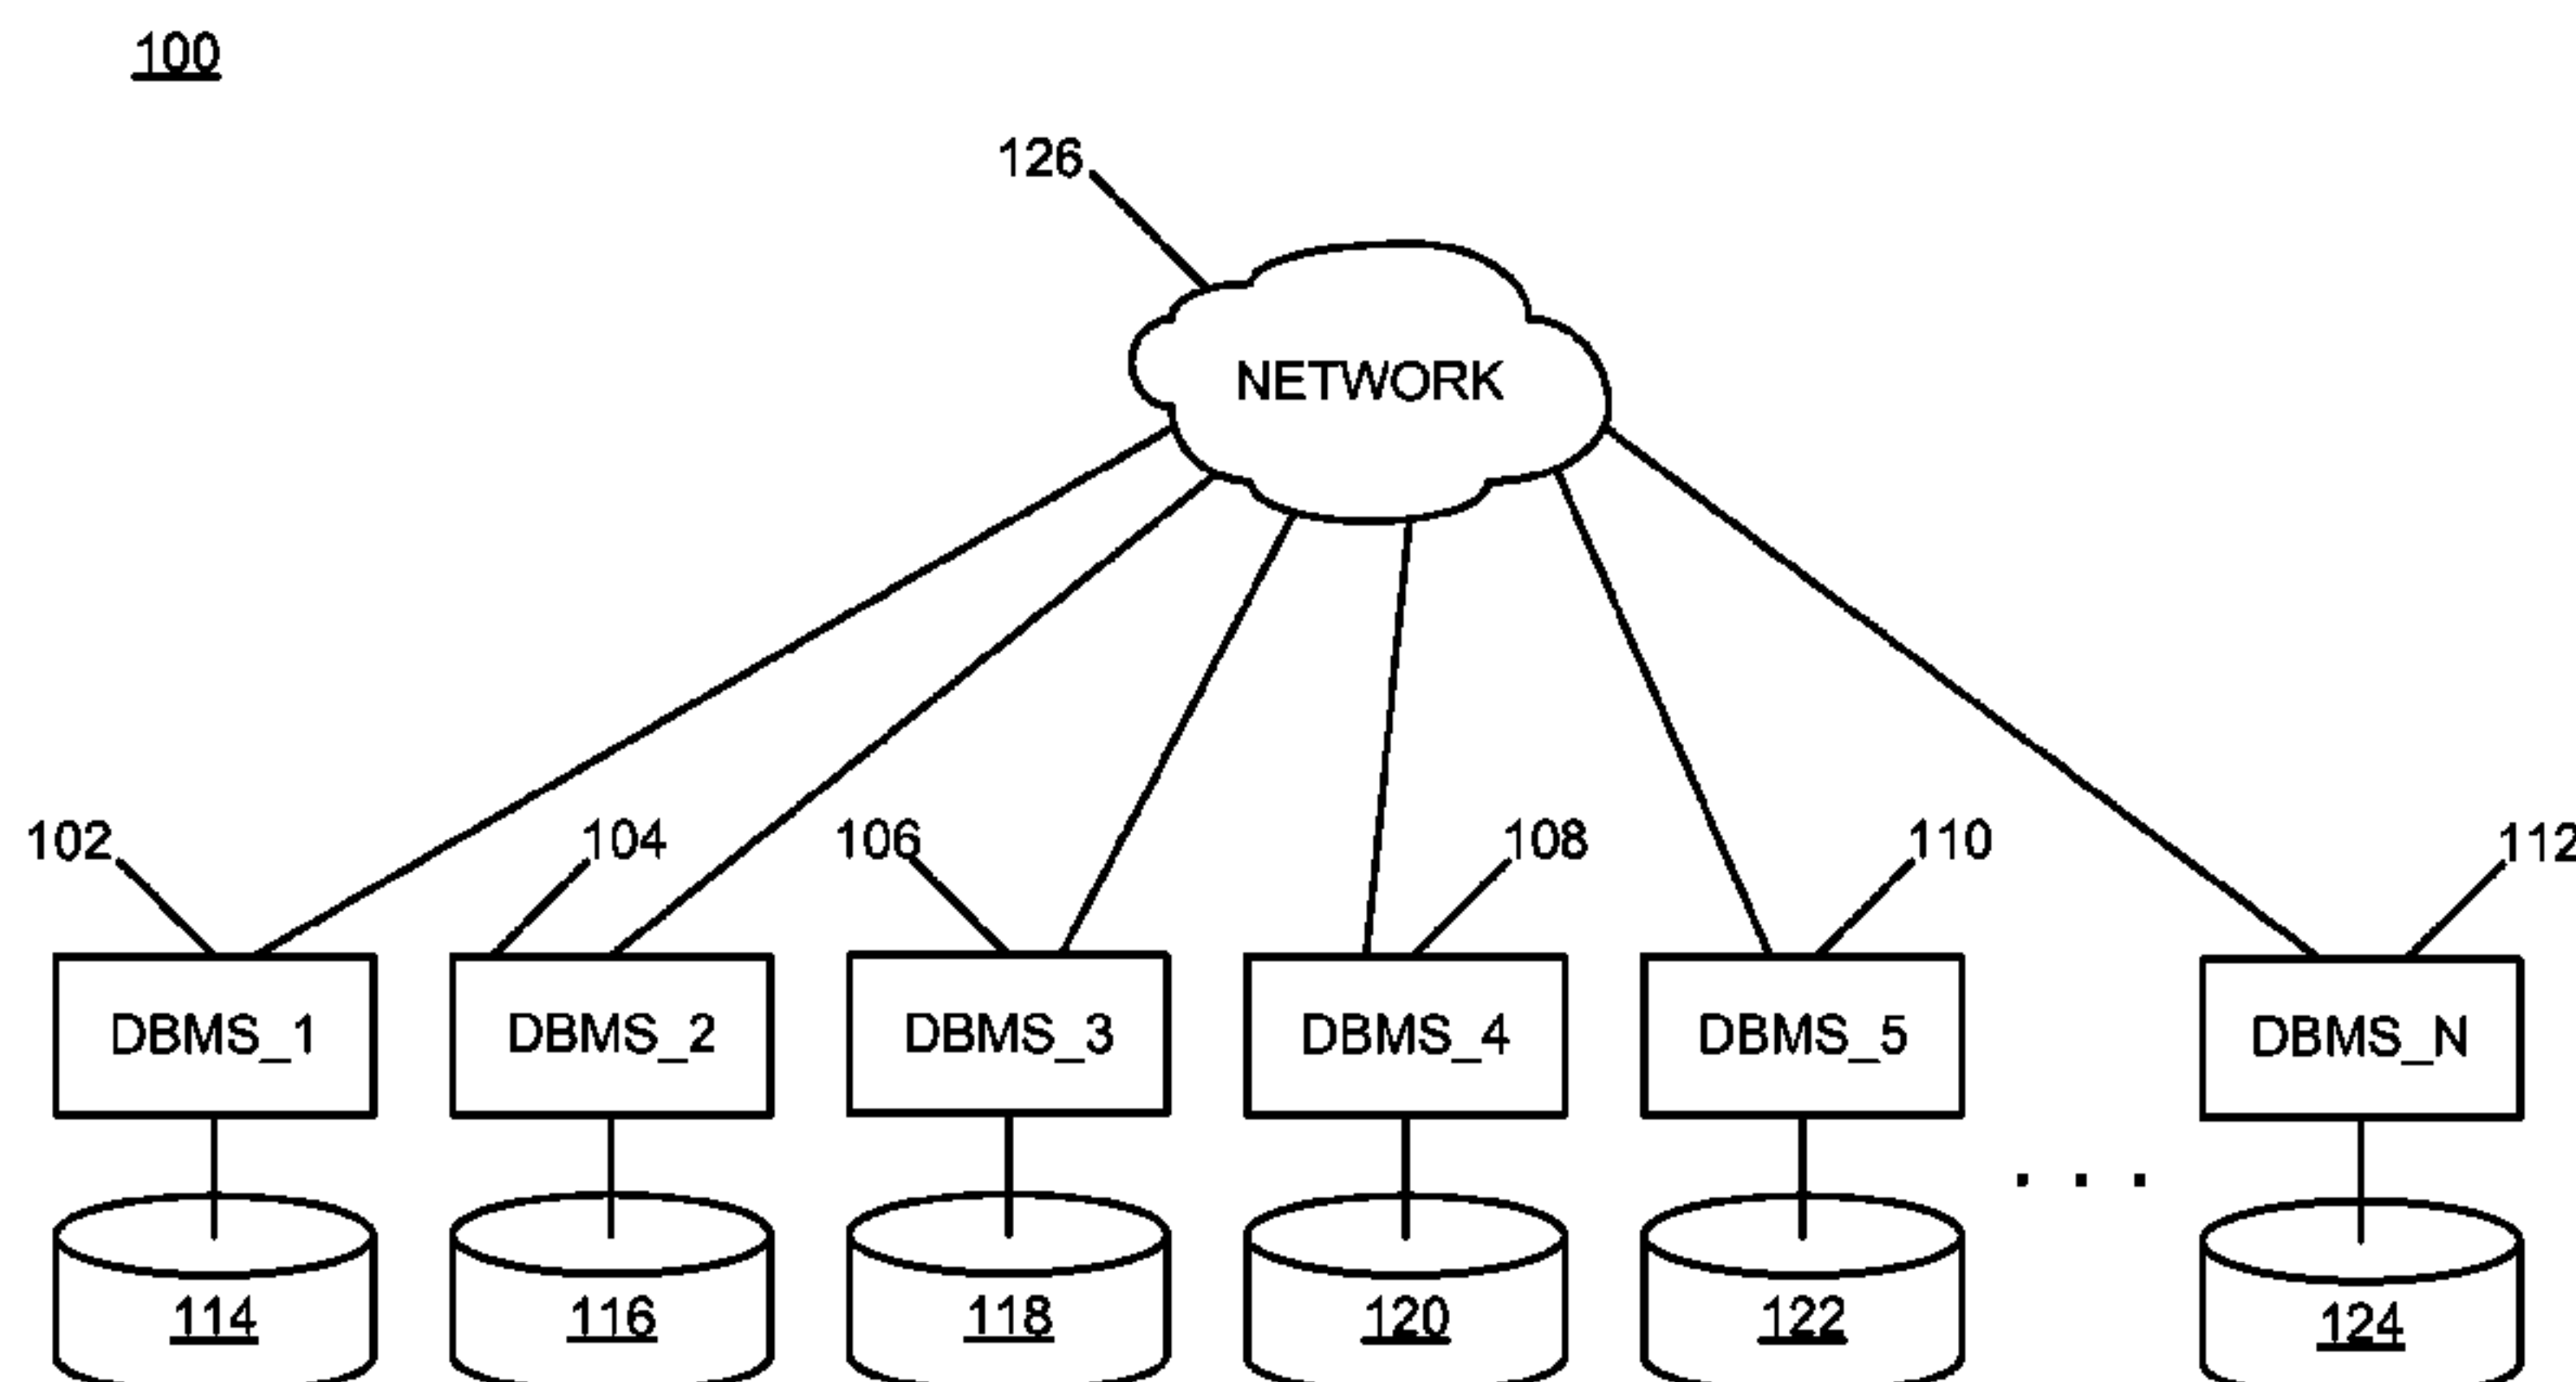 100
126
NETWORK
102
104
106
108
110
112
DBMS_1
DBMS_2
DBMS_3
DBMS_4
DBMS_5
DBMS_N
. . .
114
116
118
120
122
124